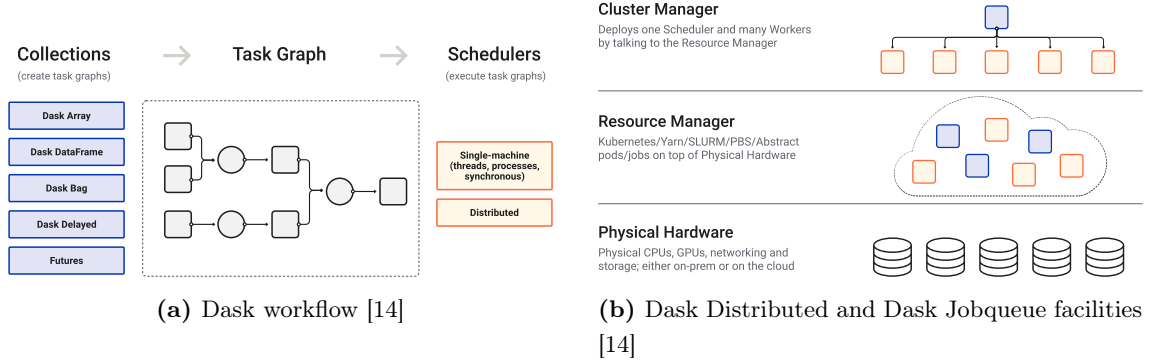 Collections
(create task graphs)
Dask Array
Dask DataFrame
Dask Bag
Dask Delayed
Futures
Task Graph
Schedulers
(execute task graphs)
Single-machine
(threads, processes,
synchronous)
Distributed
(a) Dask workflow [14]
Cluster Manager
Deploys one Scheduler and many Workers
by talking to the Resource Manager
Resource Manager
Kubernetes/Yarn/SLURM/PBS/Abstract
pods/jobs on top of Physical Hardware
Physical Hardware
Physical CPUs, GPUs, networking and
storage; either on-prem or on the cloud
(b) Dask Distributed and Dask Jobqueue facilities
[14]